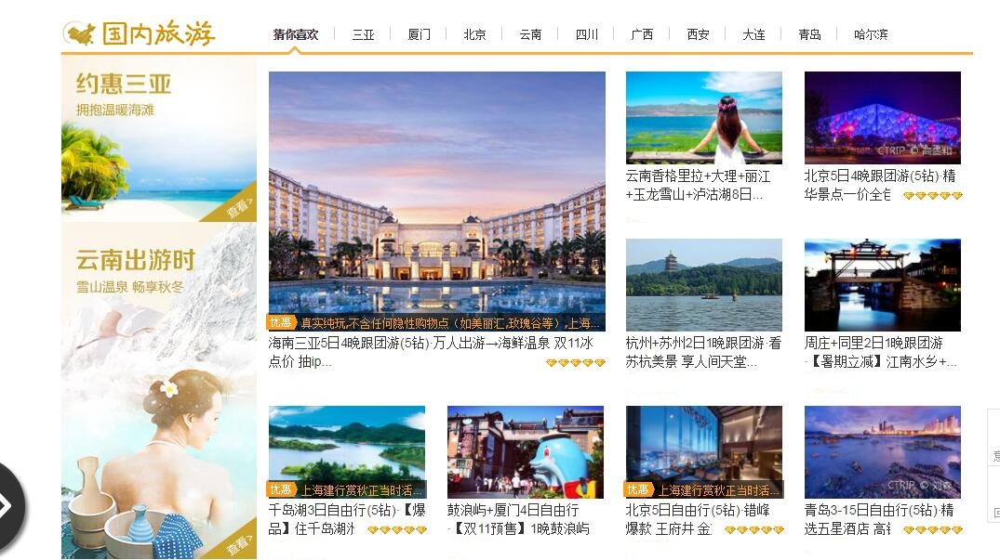 国内旅游
猜你喜欢 三亚 厦门 北京 云南 四川 广西 西安 大连 青岛 哈尔滨
约惠三亚
拥抱温暖海滩
查看>
云南出游时
雪山温泉 畅享秋冬
查看>
优惠 真实纯玩,不含任何隐性购物点（如美丽汇,玫瑰谷等）,上海...
海南三亚5日4晚跟团游(5钻)·万人出游→海鲜温泉 双11冰
点价 抽ip...
云南香格里拉+大理+丽江
+玉龙雪山+泸沽湖8日...
CTRIP ©
北京5日4晚跟团游(5钻)·精
华景点一价全包
杭州+苏州2日1晚跟团游·看
苏杭美景 享人间天堂...
周庄+同里2日1晚跟团游
·【暑期立减】江南水乡+...
优惠 上海建行赏秋正当时活...
千岛湖3日自由行(5钻)·【爆
品】住千岛湖
鼓浪屿+厦门4日自由行
·【双11预售】1晚鼓浪屿
优惠 上海建行赏秋正当时活...
北京5日自由行(5钻)·错峰
爆款 王府井 金
CTRIP © 刘森
青岛3-15日自由行(5钻)·精
选五星酒店 高